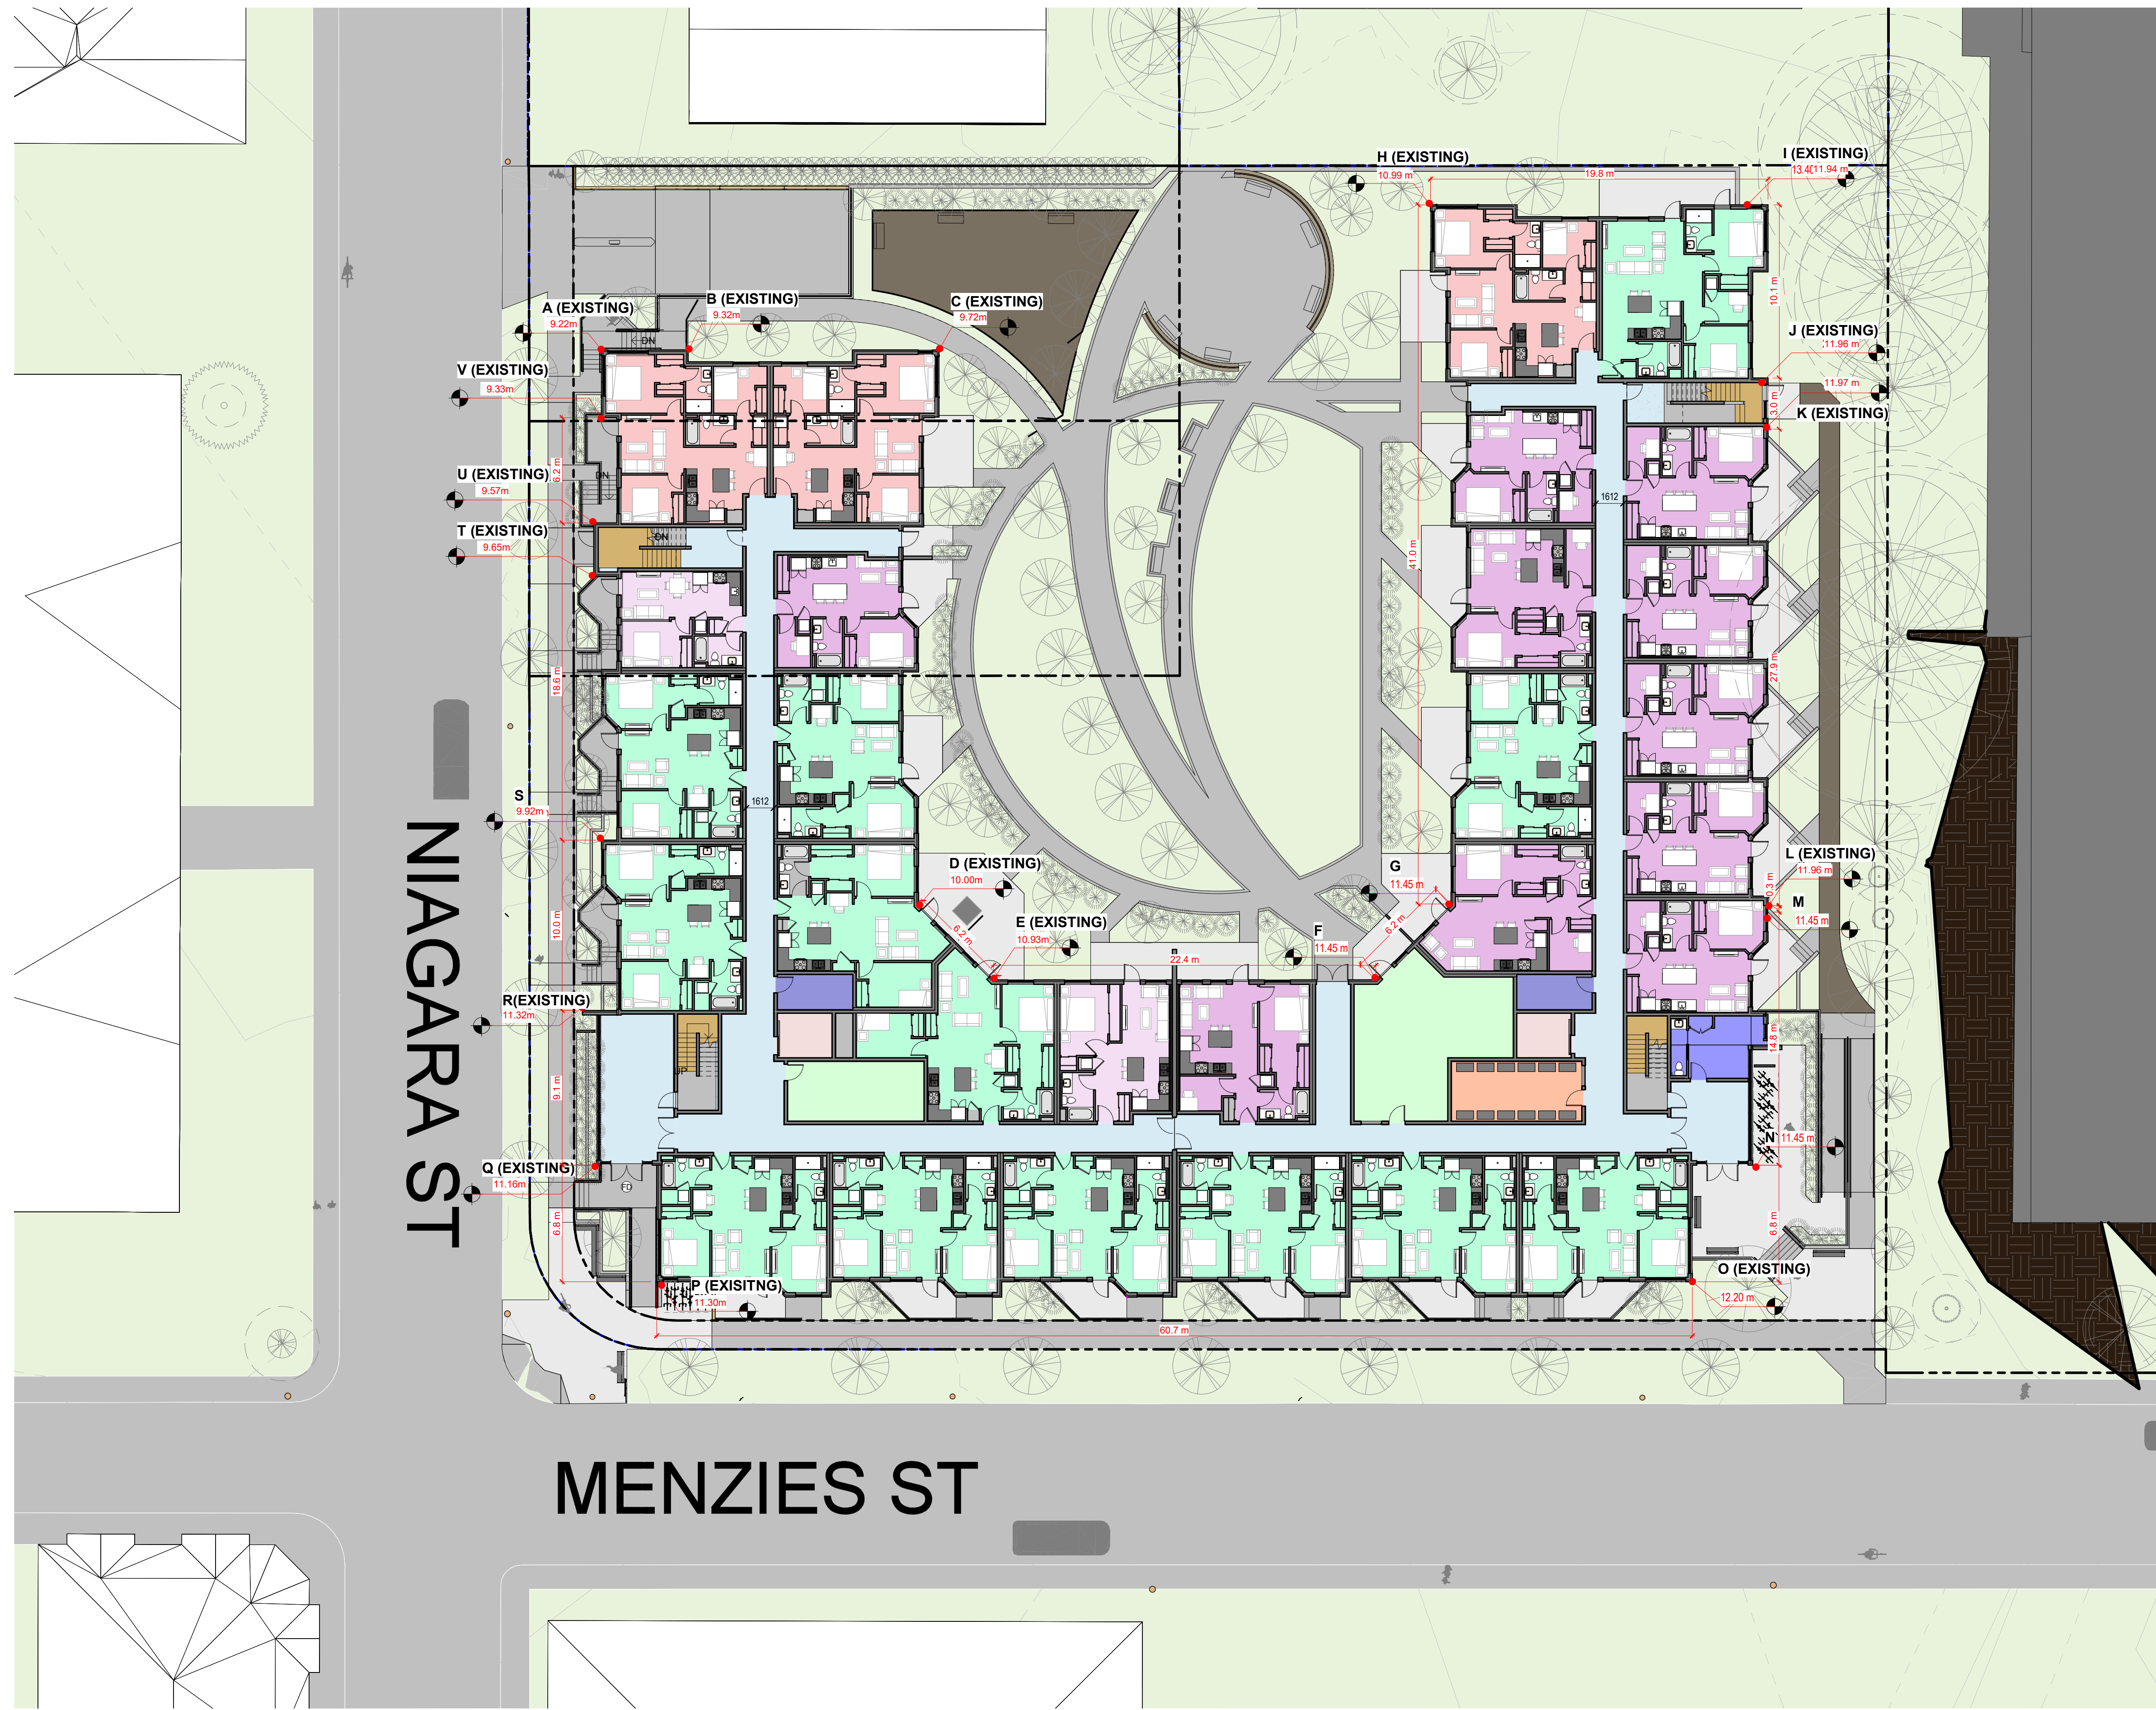 H (EXISTING)
10.99 m
19.8 m
I (EXISTING)
11.94 m
10.1 m
A (EXISTING)
9.22m
B (EXISTING)
9.32m
C (EXISTING)
9.72m
DN
J (EXISTING)
11.96 m
V (EXISTING)
9.33m
11.97 m
3.0 m
K (EXISTING)
U (EXISTING)
9.57m
6.2 m
DN
T (EXISTING)
9.65m
DN
1612
41.0 m
27.9 m
18.6 m
S
9.92m
1612
D (EXISTING)
10.00m
6.2 m
E (EXISTING)
10.93m
G
11.45 m
6.2 m
F
11.45 m
22.4 m
L (EXISTING)
11.96 m
0.3 m
M
11.45 m
10.0 m
R(EXISTING)
11.32m
9.1 m
UP
14.8 m
N
11.45 m
NIAGARA ST
Q (EXISTING)
11.16m
FD
6.8 m
6.8 m
P (EXISITNG)
11.30m
O (EXISTING)
12.20 m
60.7 m
MENZIES ST